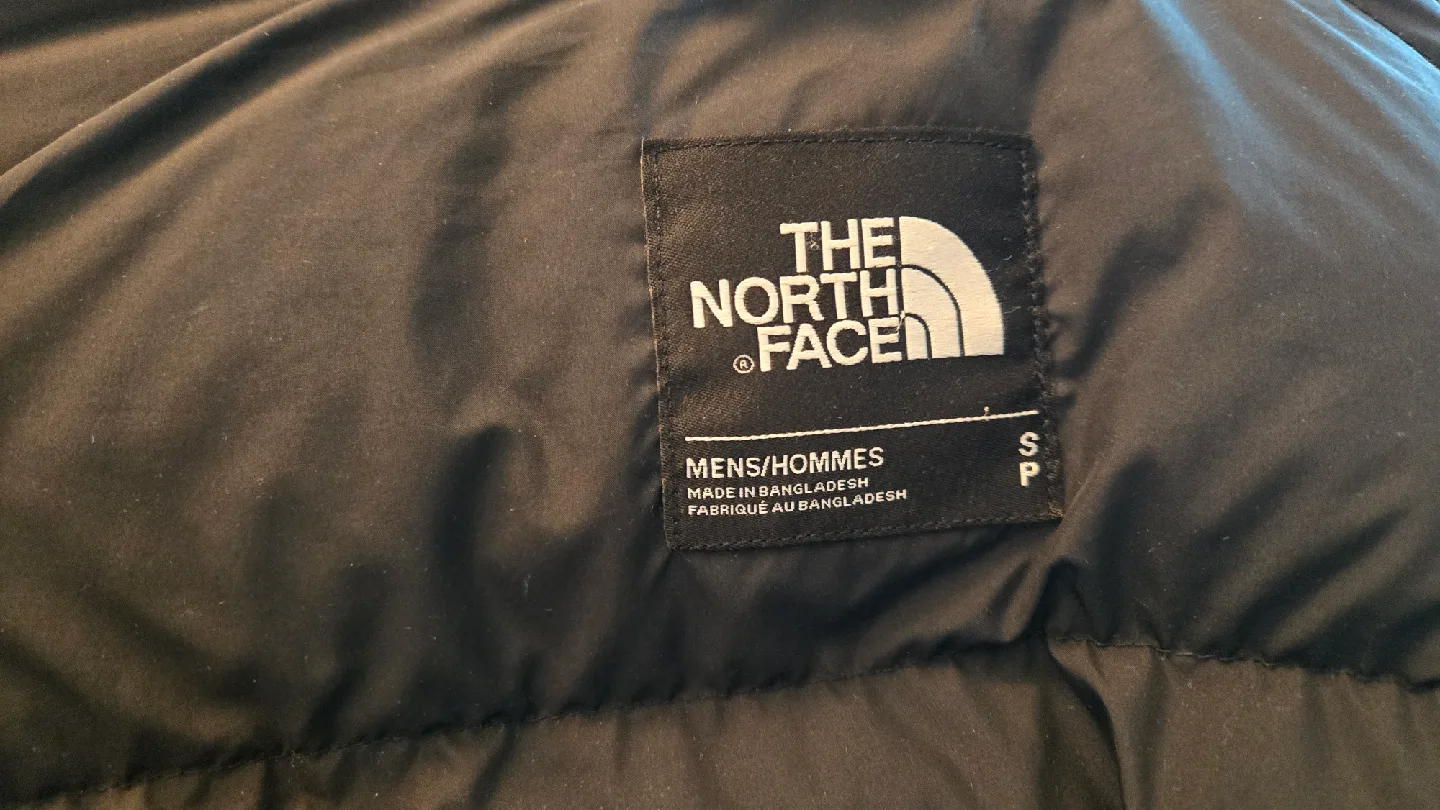 THE
NORTH
FACE
®
MENS/HOMMES
S
MADE IN BANGLADESH
P
FABRIQUÉ AU BANGLADESH